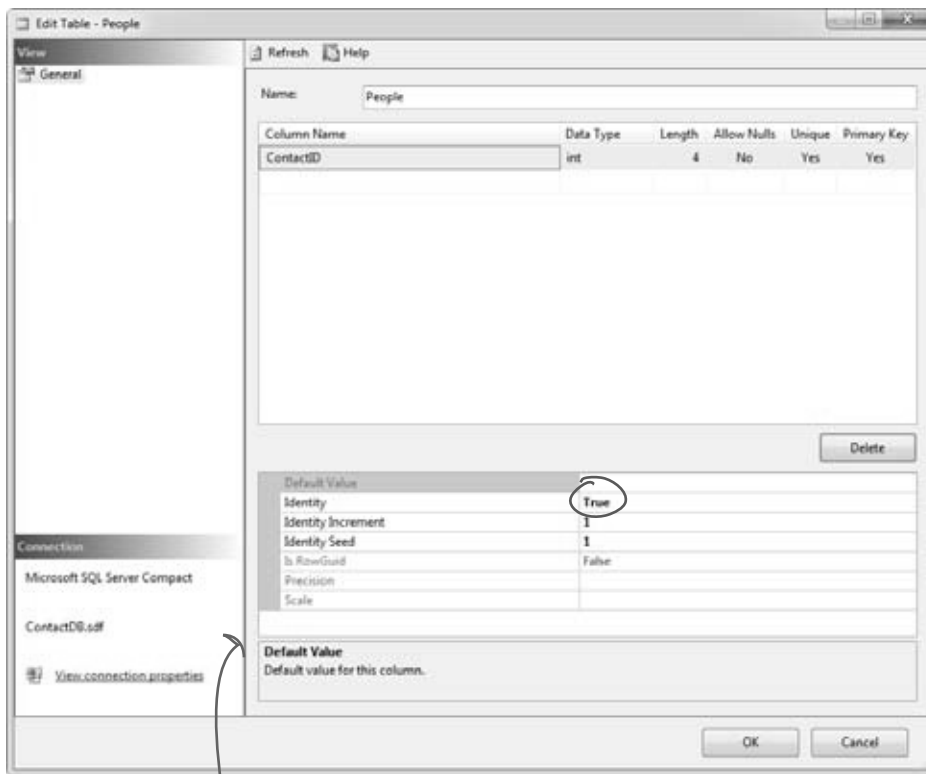 Edit Table - People
View
General
Refresh Help
Name: People
Column Name Data Type Length Allow Nulls Unique Primary Key
ContactID int 4 No Yes Yes
Delete
Default Value
Identity True
Identity Increment 1
Identity Seed 1
Is RowGuid False
Precision
Scale
Connection
Microsoft SQL Server Compact
ContactDB.sdf
View connection properties
Default Value
Default value for this column.
OK Cancel